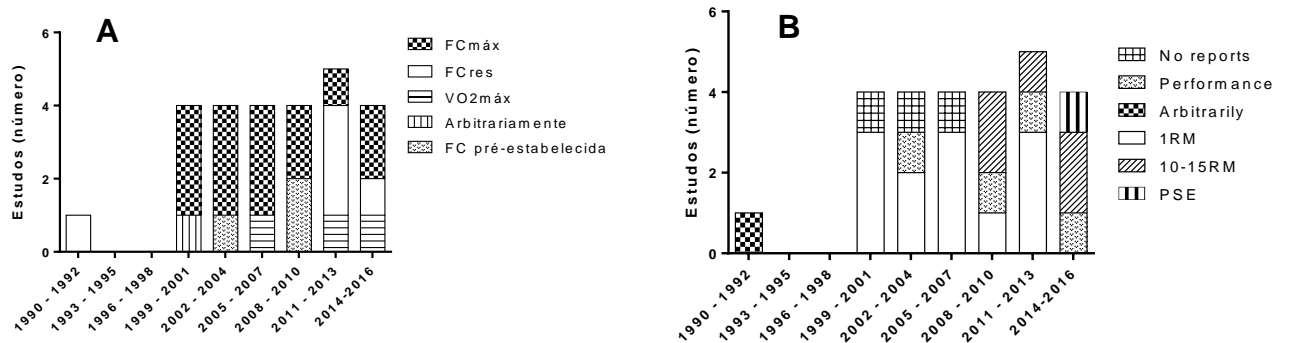 A
Estudos (número)
6
4
2
0
1990 - 1992
1993 - 1995
1996 - 1998
1999 - 2001
2002 - 2004
2005 - 2007
2008 - 2010
2011 - 2013
2014-2016
FCmáx
FCres
VO2máx
Arbitrariamente
FC pré-estabelecida
B
Estudos (número)
6
4
2
0
1990 - 1992
1993 - 1995
1996 - 1998
1999 - 2001
2002 - 2004
2005 - 2007
2008 - 2010
2011 - 2013
2014-2016
No reports
Performance
Arbitrarily
1RM
10-15RM
PSE